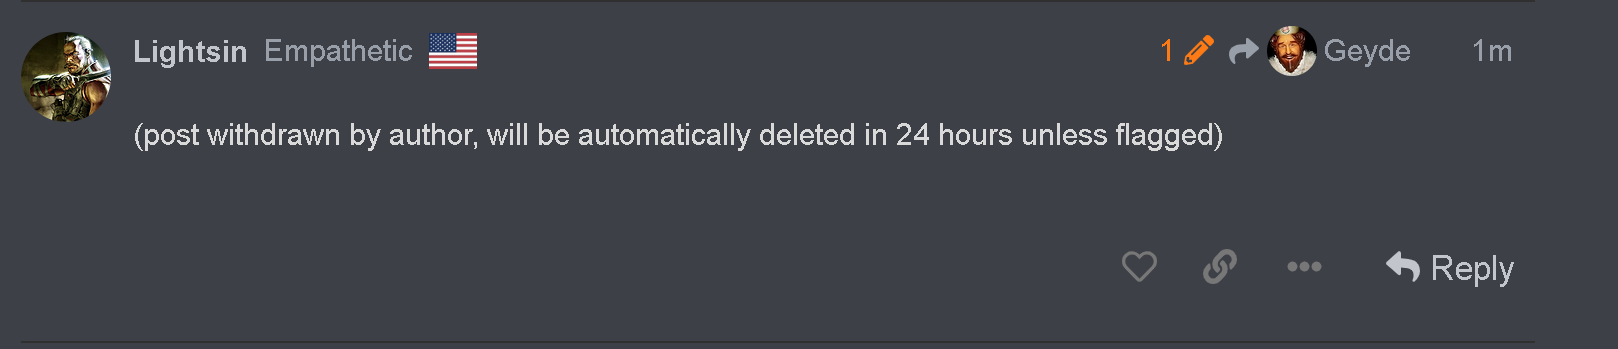 Lightsin Empathetic 1 Geyde 1m
(post withdrawn by author, will be automatically deleted in 24 hours unless flagged)
Reply